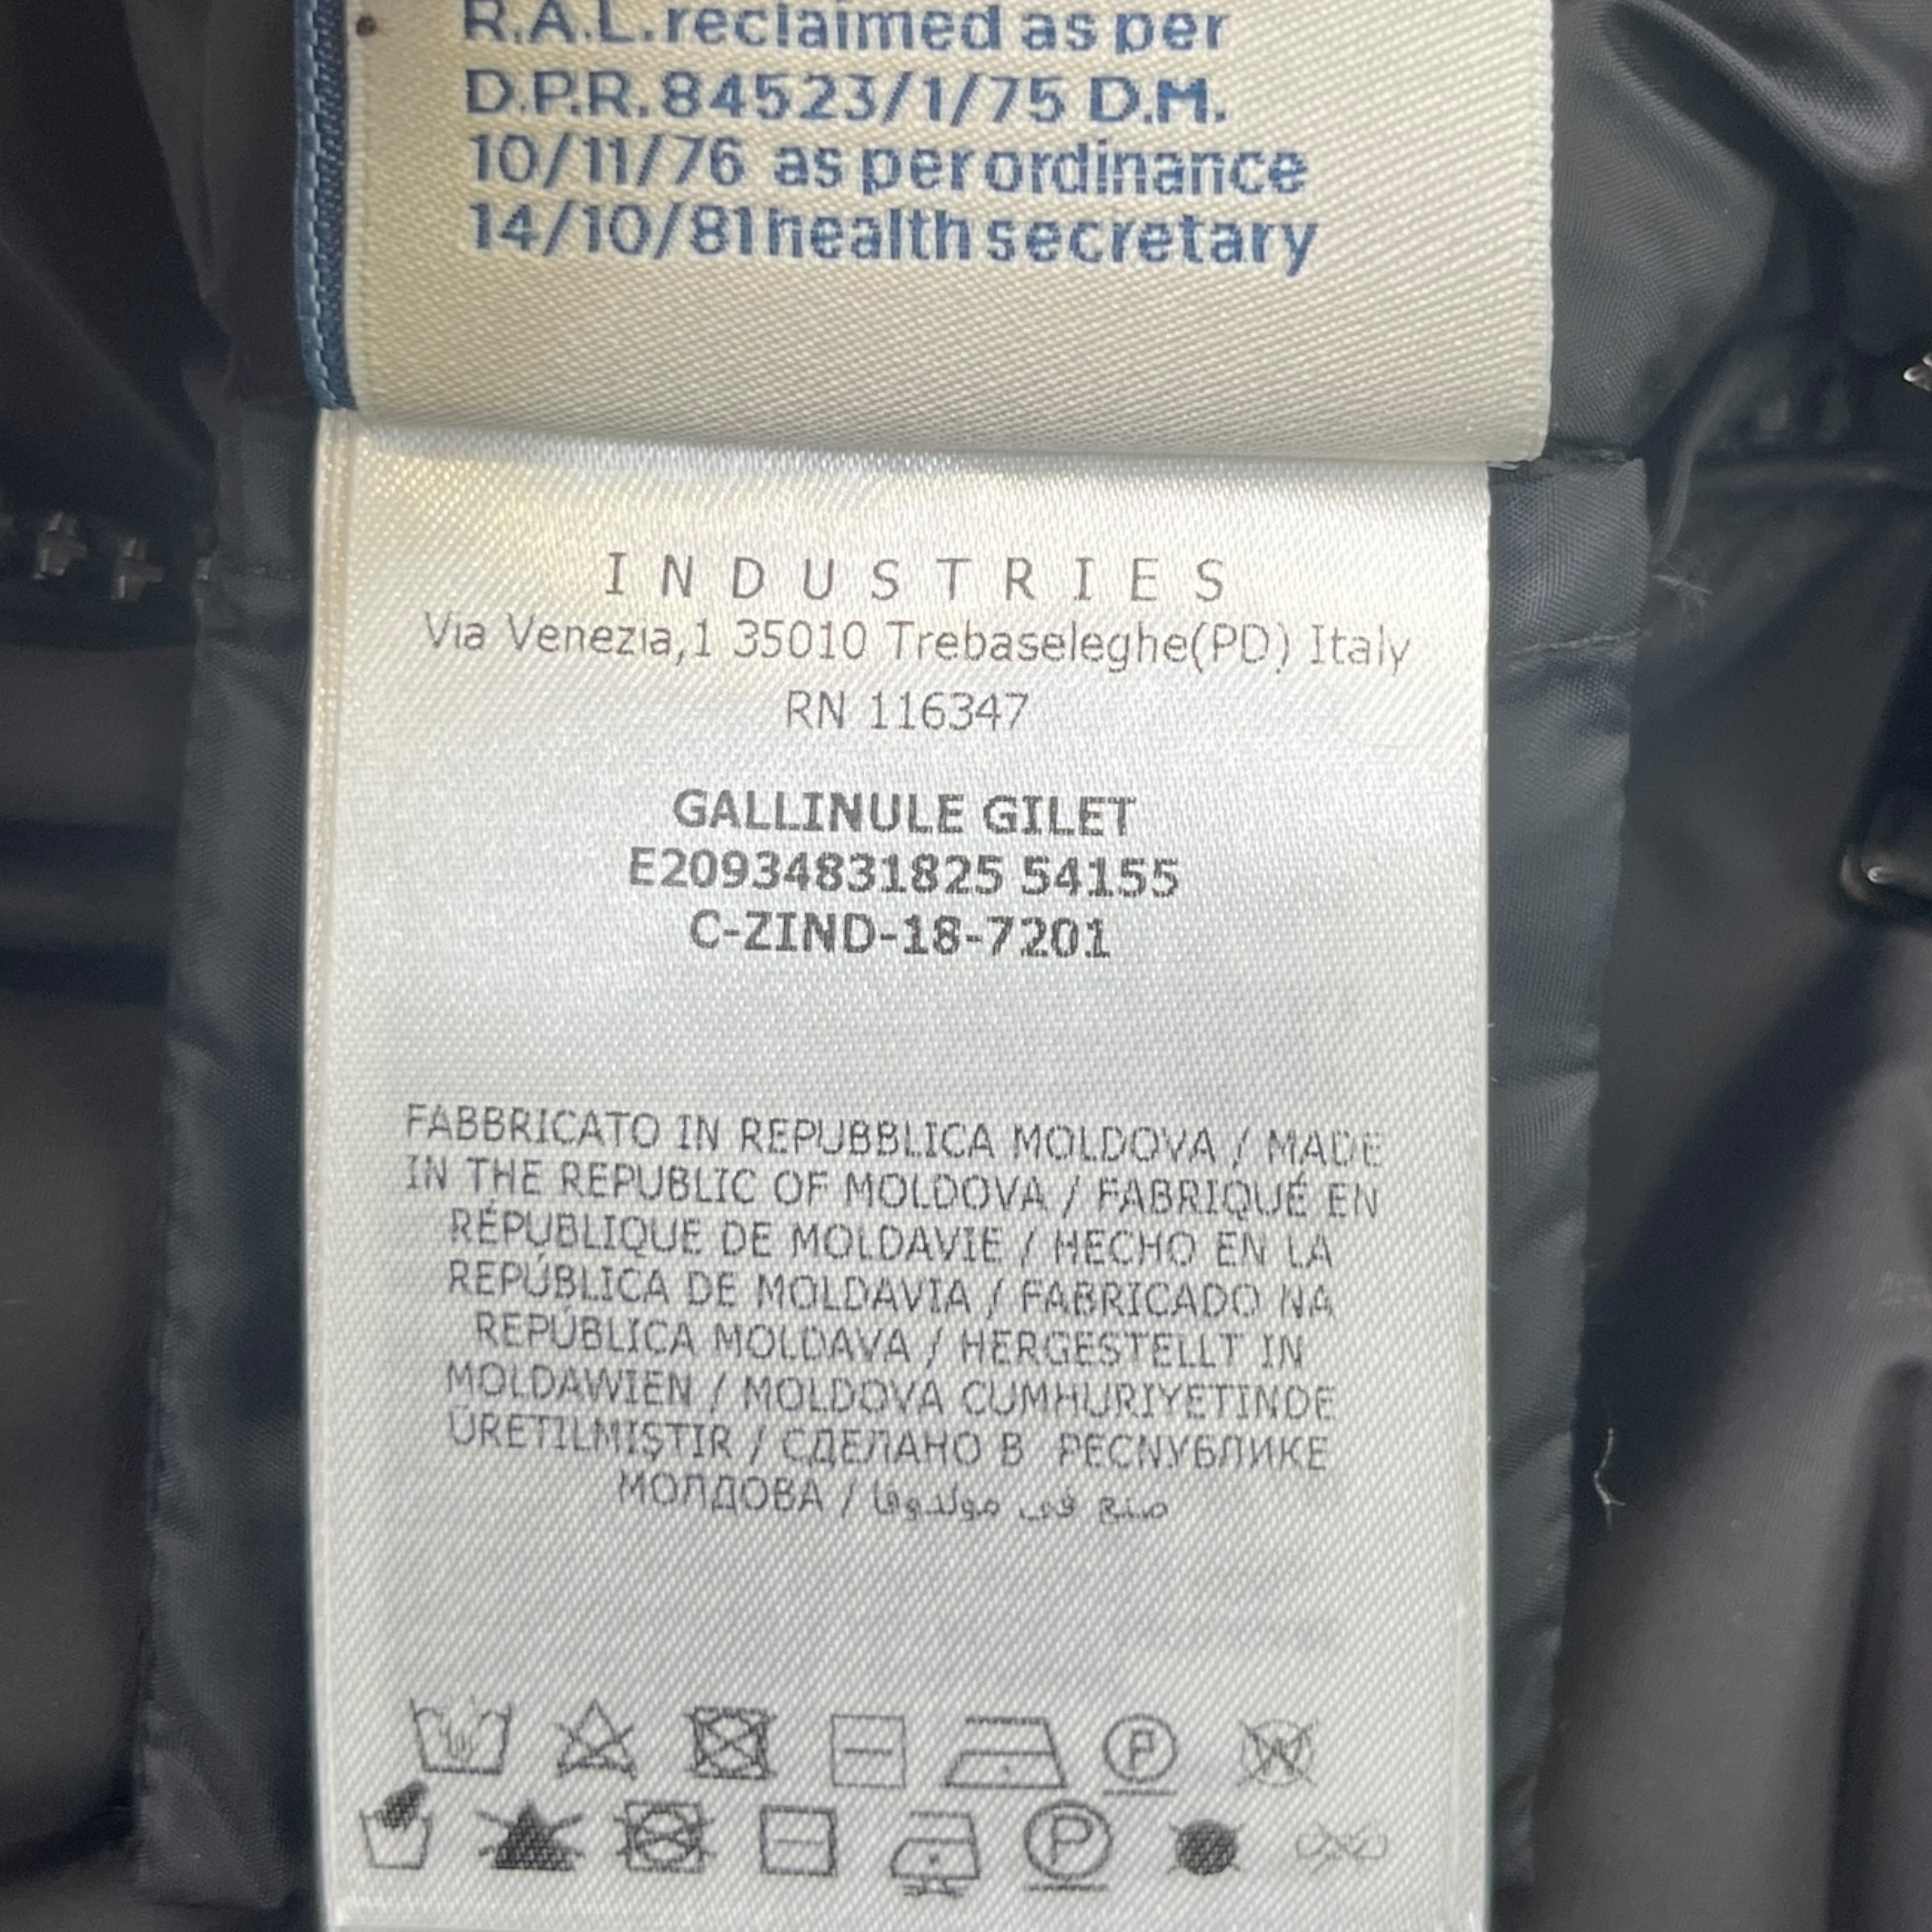 R.A.L. reclaimed as per
D.P.R. 84523/1/75 D.M.
10/11/76 as per ordinance
14/10/81 health secretary
INDUSTRIES
Via Venezia,1 35010 Trebaseleghe(PD) Italy
RN 116347
GALLINULE GILET
E20934831825 54155
C-ZIND-18-7201
FABBRICATO IN REPUBBLICA MOLDOVA / MADE
IN THE REPUBLIC OF MOLDOVA / FABRIQUÉ EN
RÉPUBLIQUE DE MOLDAVIE / HECHO EN LA
REPÚBLICA DE MOLDAVIA / FABRICADO NA
REPÚBLICA MOLDAVA / HERGESTELLT IN
MOLDAWIEN / MOLDOVA CUMHURIYETINDE
ÜRETILMIŞTIR / СДЕЛАНО В РЕСПУБЛИКЕ
МОЛДОВА / صنع في مولدوفا
P W
P